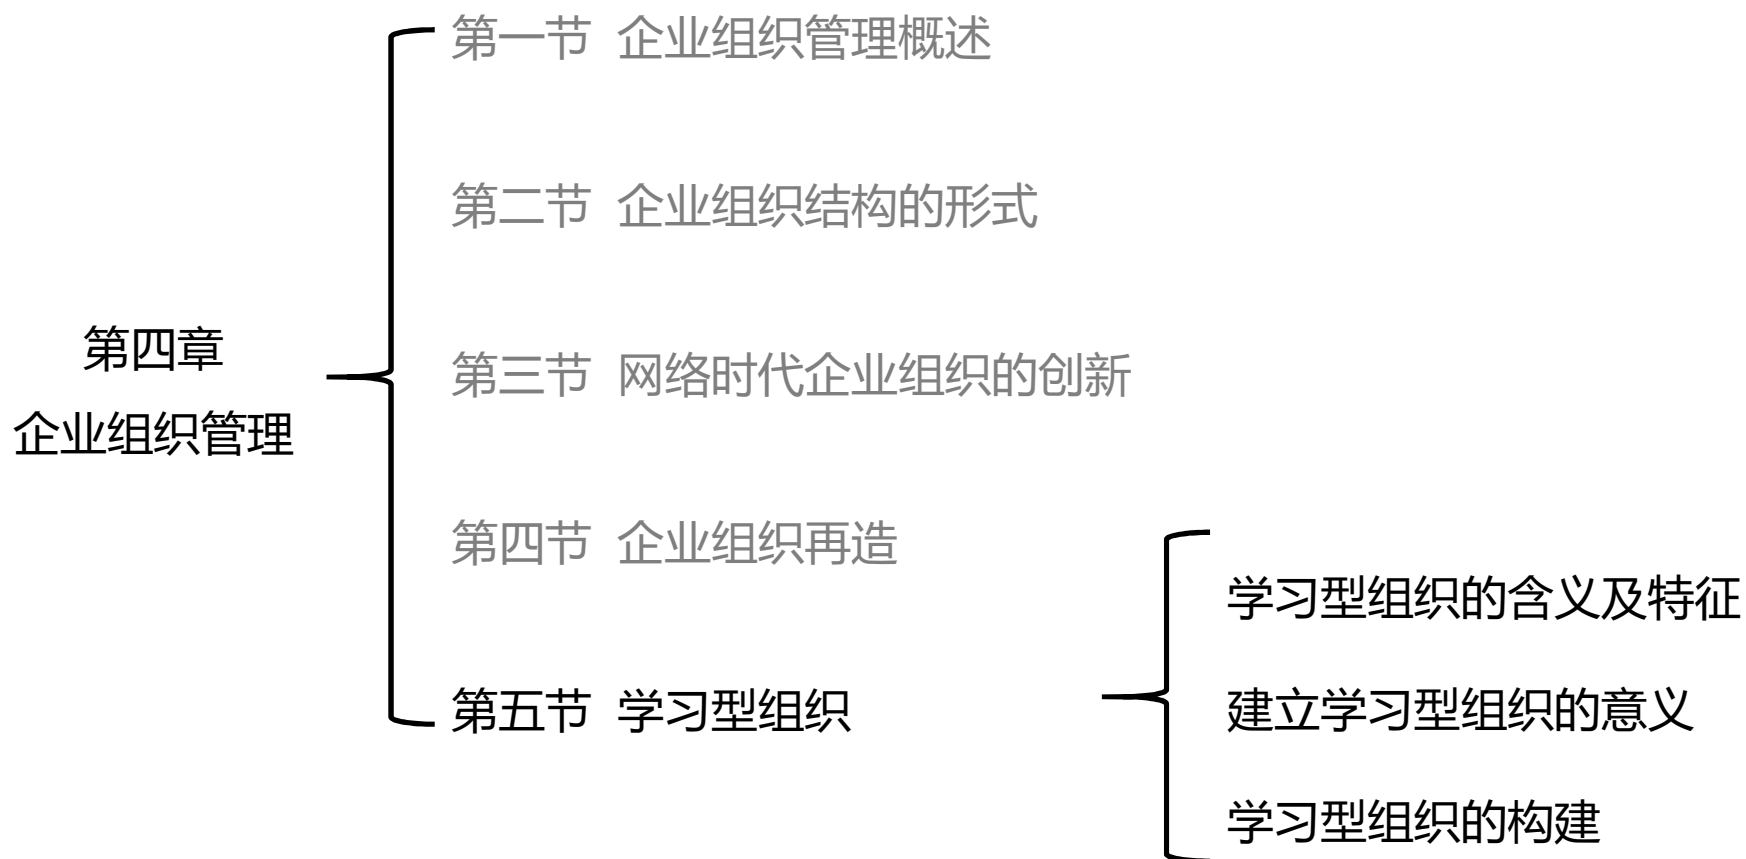 第四章
企业组织管理
第一节 企业组织管理概述
第二节 企业组织结构的形式
第三节 网络时代企业组织的创新
第四节 企业组织再造
第五节 学习型组织
学习型组织的含义及特征
建立学习型组织的意义
学习型组织的构建